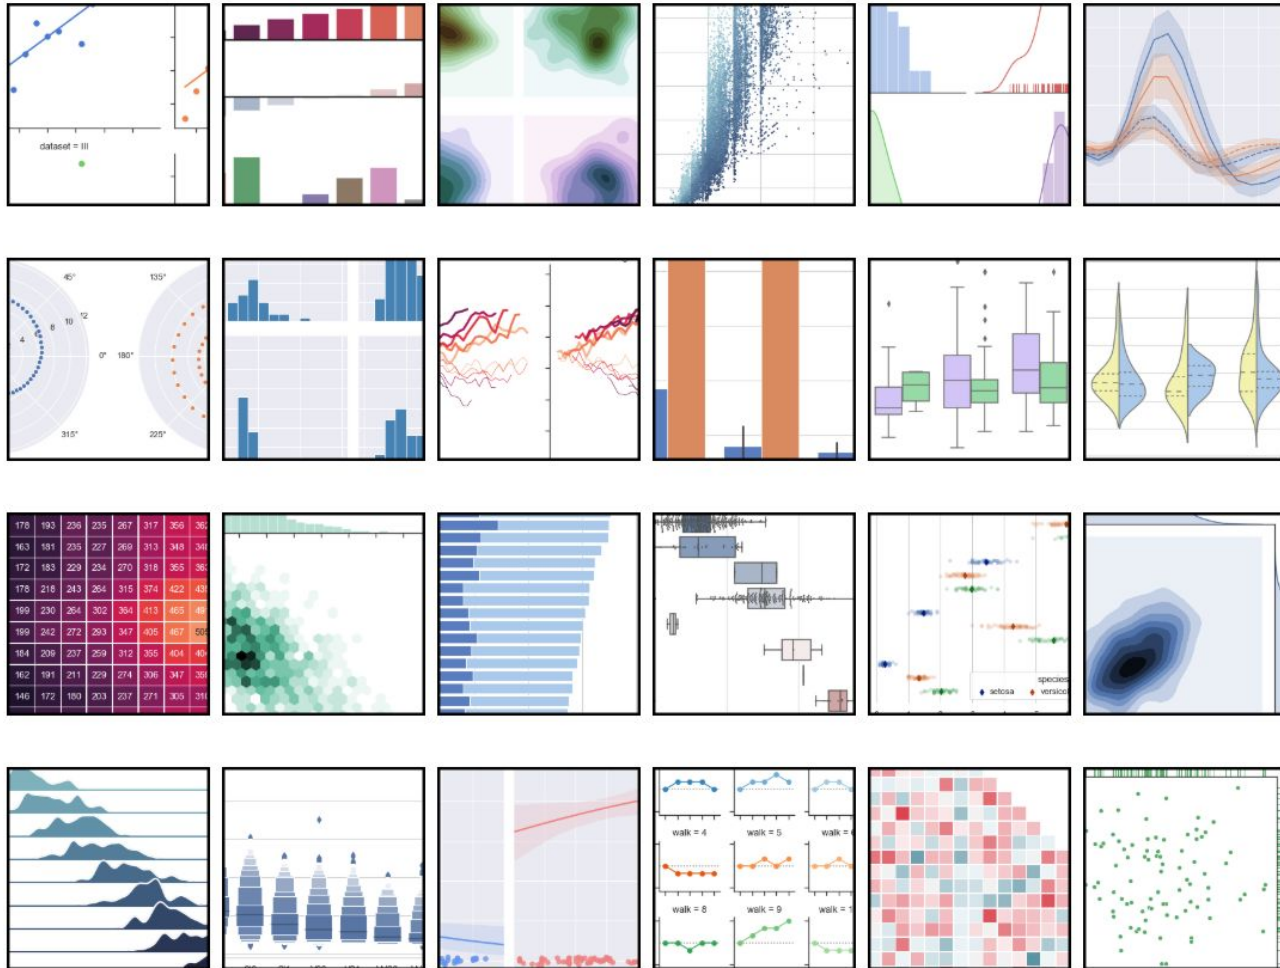 dataset = III
45°
135°
12
10
8
6
4
0°
180°
315°
225°
178 193 236 235 267 317 356
163 181 235 227 269 313 348
172 183 229 234 270 318 355
178 218 243 264 315 374 422
199 230 264 302 364 413 465
199 242 272 293 347 405 467
184 209 237 259 312 355 404
162 191 211 229 274 306 347
146 172 180 203 237 271 305
species
setosa
walk = 4
walk = 5
walk = 8
walk = 9